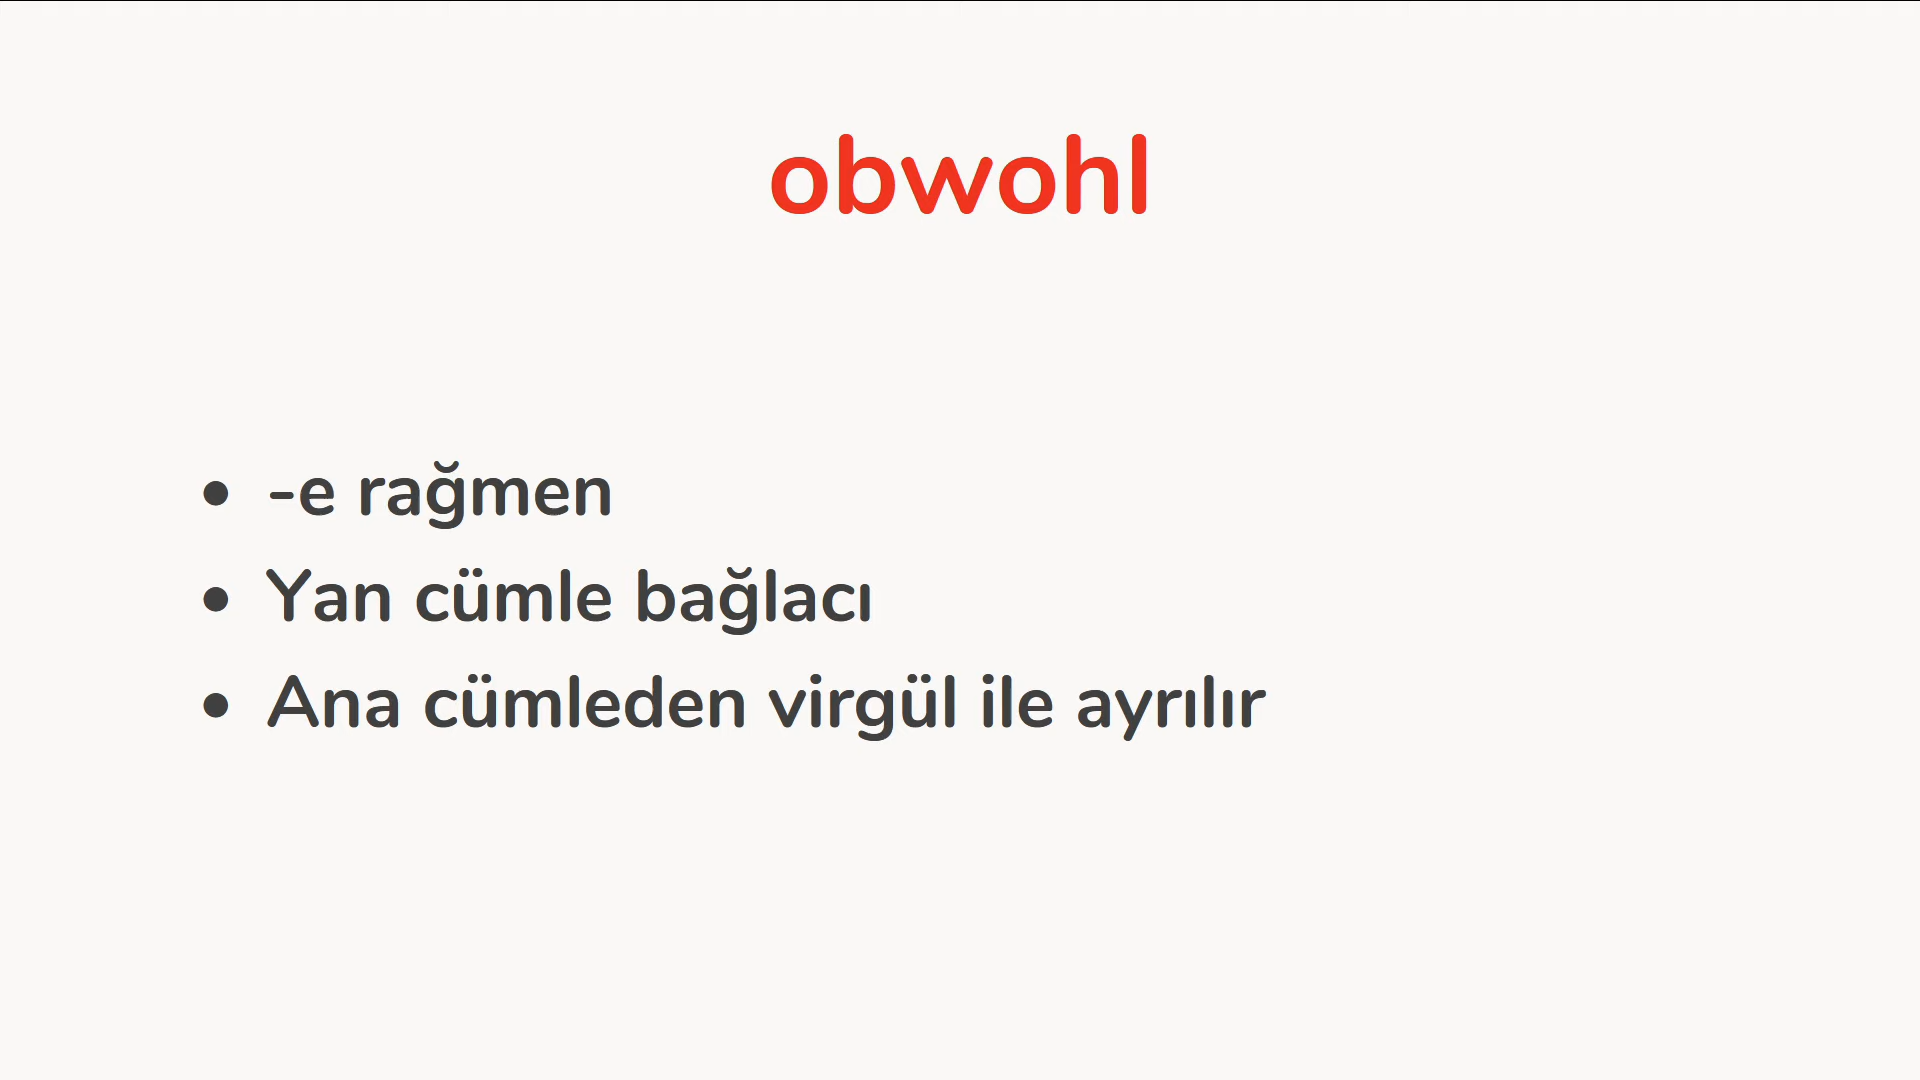 obwohl
• -e rağmen
• Yan cümle bağlacı
• Ana cümleden virgül ile ayrılır